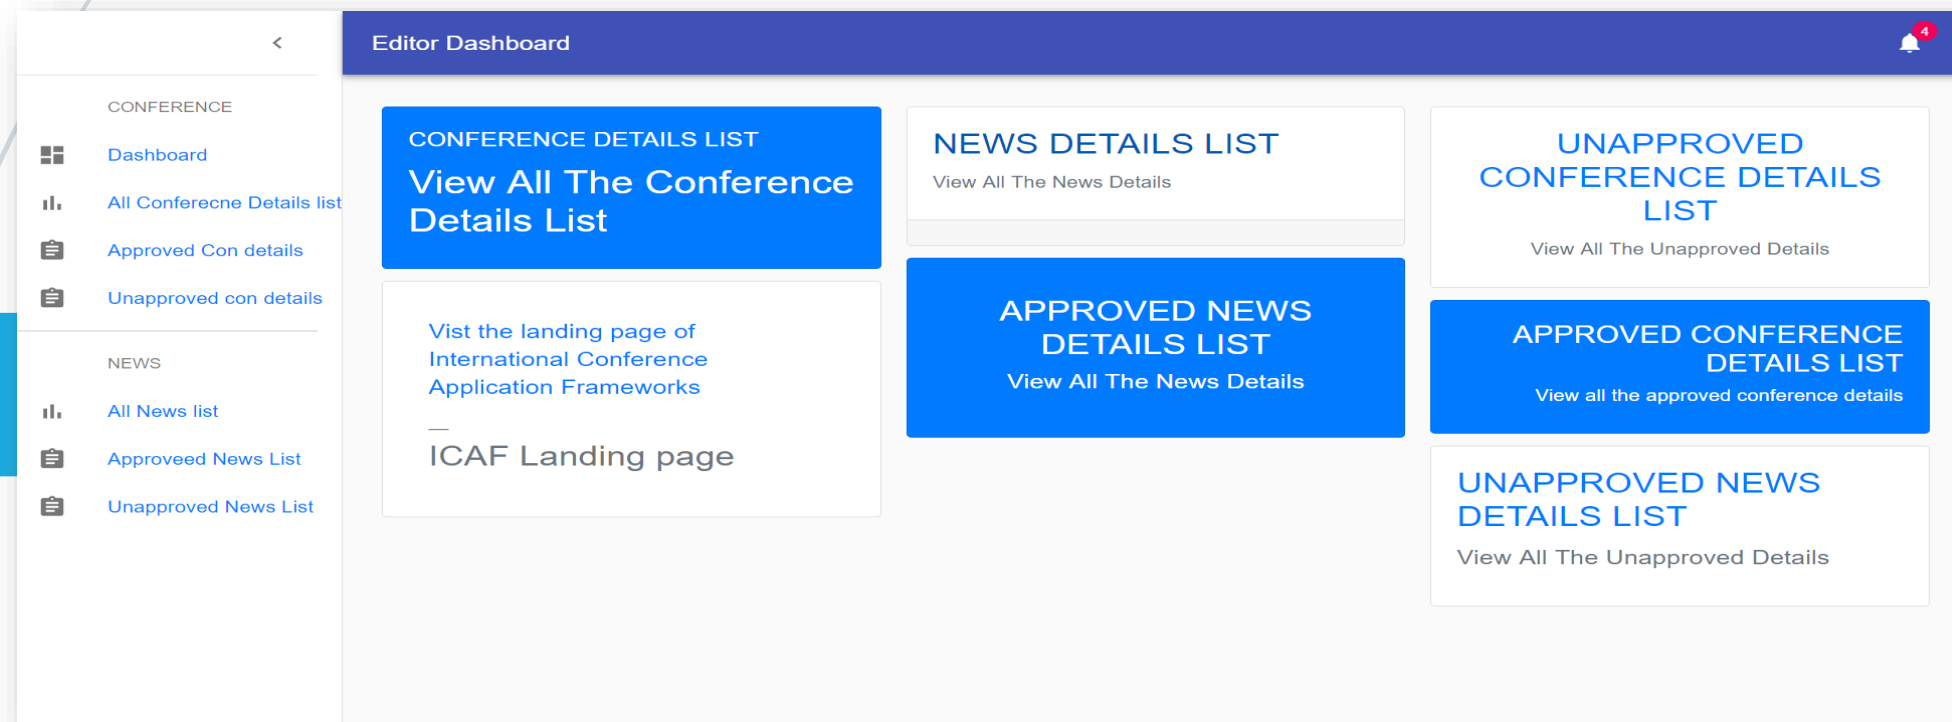 Editor Dashboard
4
CONFERENCE
Dashboard
All Conferecne Details list
Approved Con details
Unapproved con details
NEWS
All News list
Approveed News List
Unapproved News List
CONFERENCE DETAILS LIST
View All The Conference
Details List
Vist the landing page of
International Conference
Application Frameworks
—
ICAF Landing page
NEWS DETAILS LIST
View All The News Details
APPROVED NEWS
DETAILS LIST
View All The News Details
UNAPPROVED
CONFERENCE DETAILS
LIST
View All The Unapproved Details
APPROVED CONFERENCE
DETAILS LIST
View all the approved conference details
UNAPPROVED NEWS
DETAILS LIST
View All The Unapproved Details